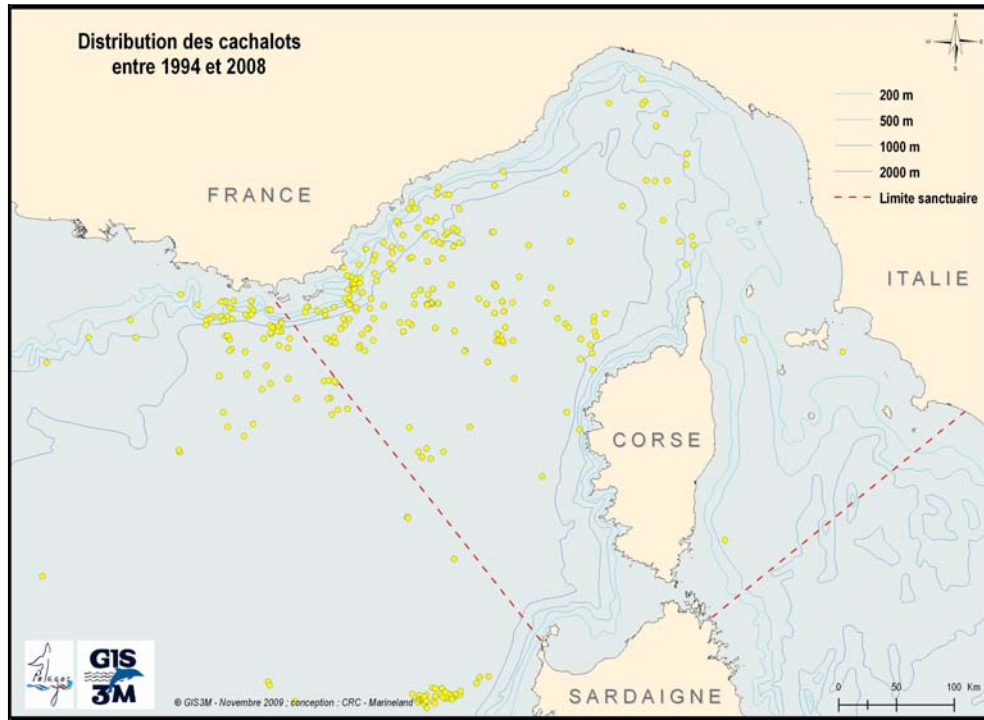 Distribution des cachalots
entre 1994 et 2008
N
W
E
S
200 m
500 m
1000 m
2000 m
Limite sanctuaire
FRANCE
ITALIE
CORSE
SARDAIGNE
Pelagos
GIS
3M
© GIS3M - Novembre 2009 ; conception : CRC - Marineland
0 50 100 Km